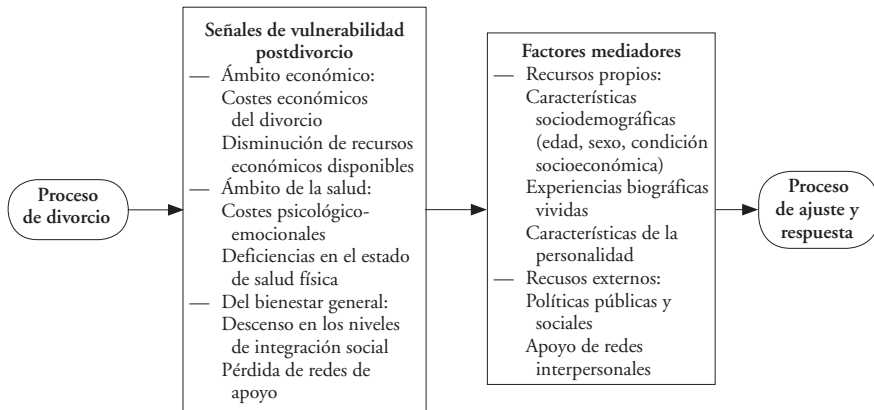 Proceso
de divorcio
Señales de vulnerabilidad
postdivorcio
— Ámbito económico:
Costes económicos
del divorcio
Disminución de recursos
económicos disponibles
— Ámbito de la salud:
Costes psicológico-
emocionales
Deficiencias en el estado
de salud física
— Del bienestar general:
Descenso en los niveles
de integración social
Pérdida de redes de
apoyo
Factores mediadores
— Recursos propios:
Características
sociodemográficas
(edad, sexo, condición
socioeconómica)
Experiencias biográficas
vividas
Características de la
personalidad
— Recusos externos:
Políticas públicas y
sociales
Apoyo de redes
interpersonales
Proceso
de ajuste y
respuesta